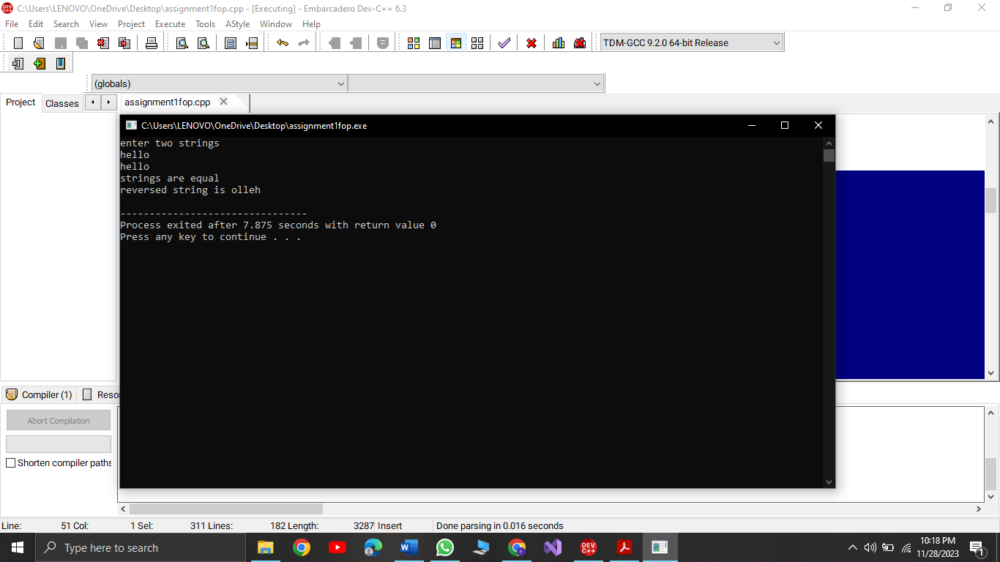 C:\Users\LENOVO\OneDrive\Desktop\assignment1fop.cpp - [Executing] - Embarcadero Dev-C++ 6.3
File Edit Search View Project Execute Tools AStyle Window Help
TDM-GCC 9.2.0 64-bit Release
(globals)
Project Classes assignment1fop.cpp
C:\Users\LENOVO\OneDrive\Desktop\assignment1fop.exe
enter two strings
hello
hello
strings are equal
reversed string is olleh
--------------------------------
Process exited after 7.875 seconds with return value 0
Press any key to continue . . .
Compiler (1) Resou
Abort Compilation
Shorten compiler paths
Line: 51 Col: 1 Sel: 311 Lines: 182 Length: 3287 Insert Done parsing in 0.016 seconds
Type here to search
DEV C++
10:18 PM
11/28/2023
1